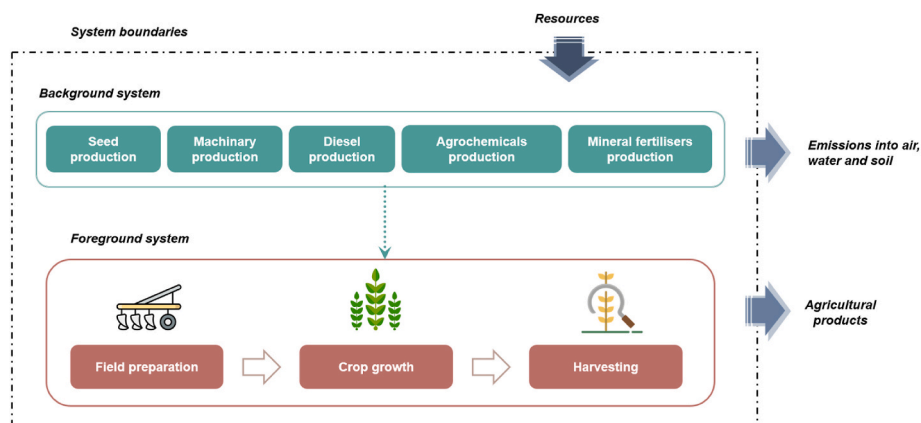 Resources
System boundaries
Background system
Seed
production
Machinary
production
Diesel
production
Agrochemicals
production
Mineral fertilisers
production
Emissions into air,
water and soil
Foreground system
Agricultural
products
Field preparation
Crop growth
Harvesting